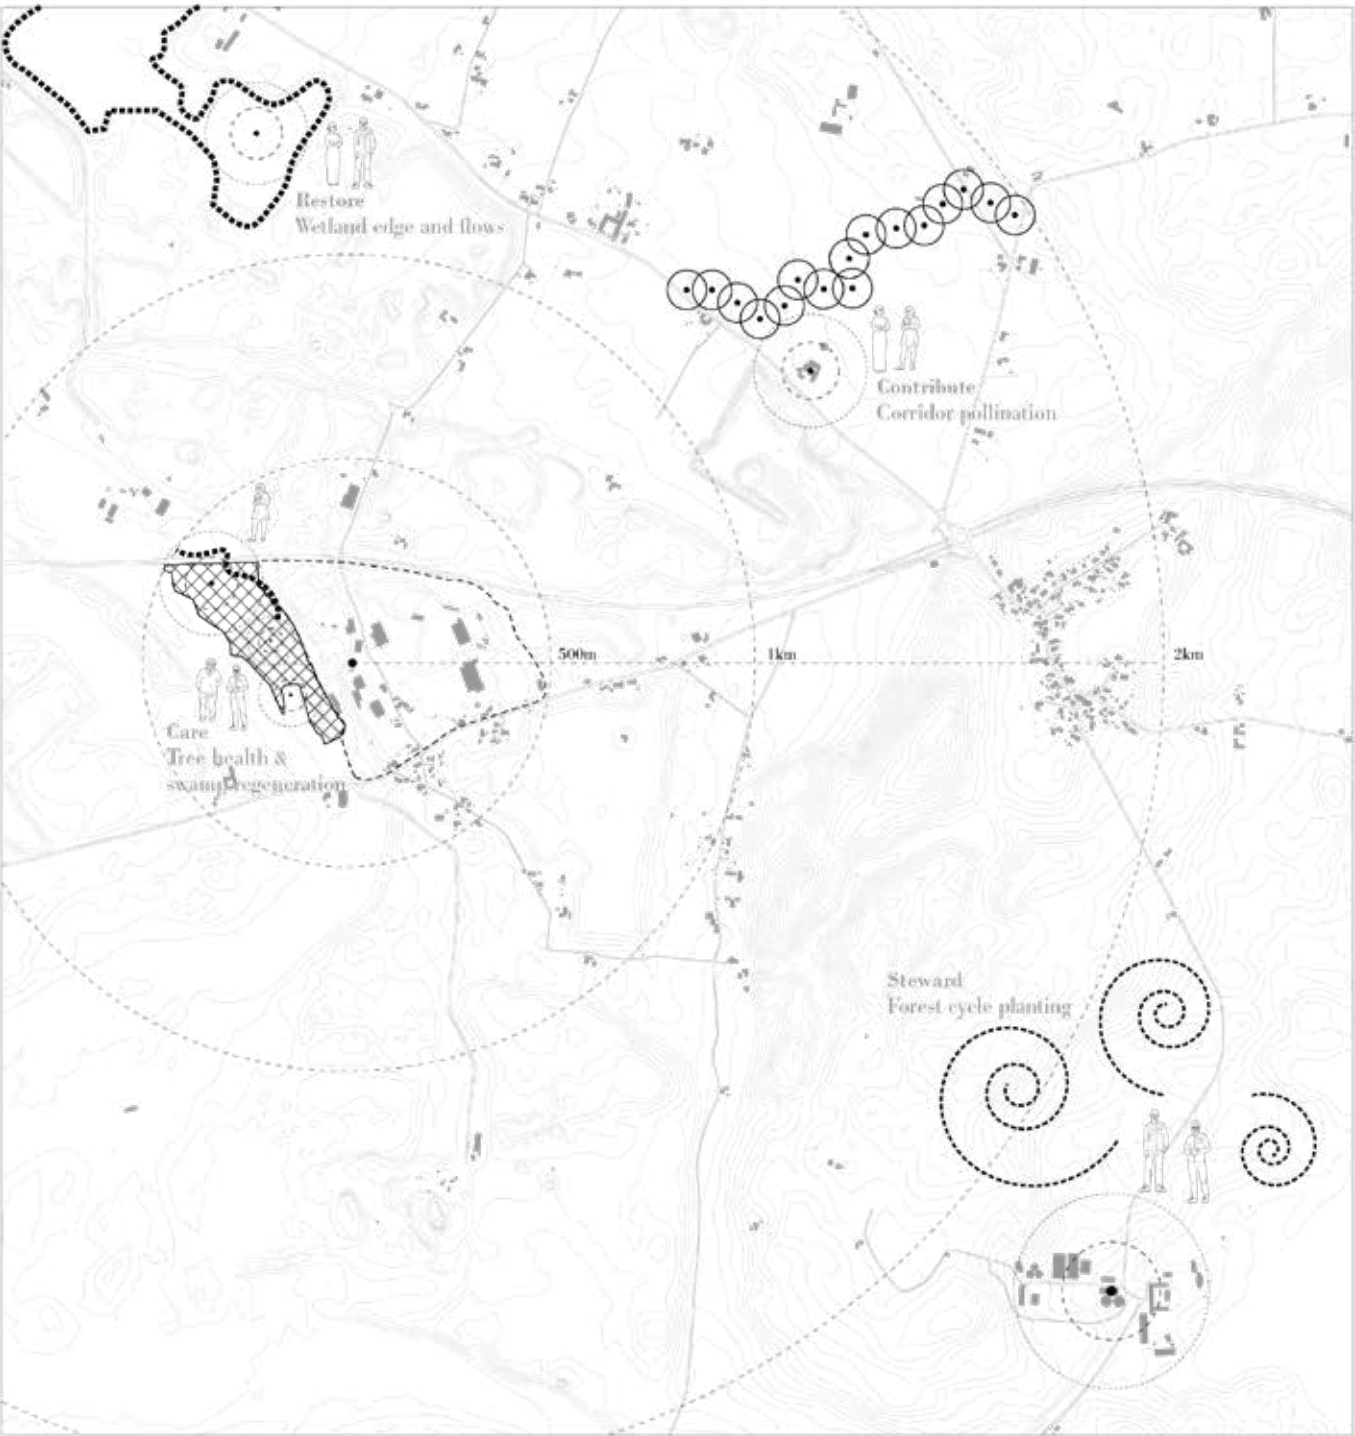 Restore
Wetland edge and flows
Contribute
Corridor pollination
500m
1km
2km
Care
Tree health &
swamp regeneration
Steward
Forest cycle planting